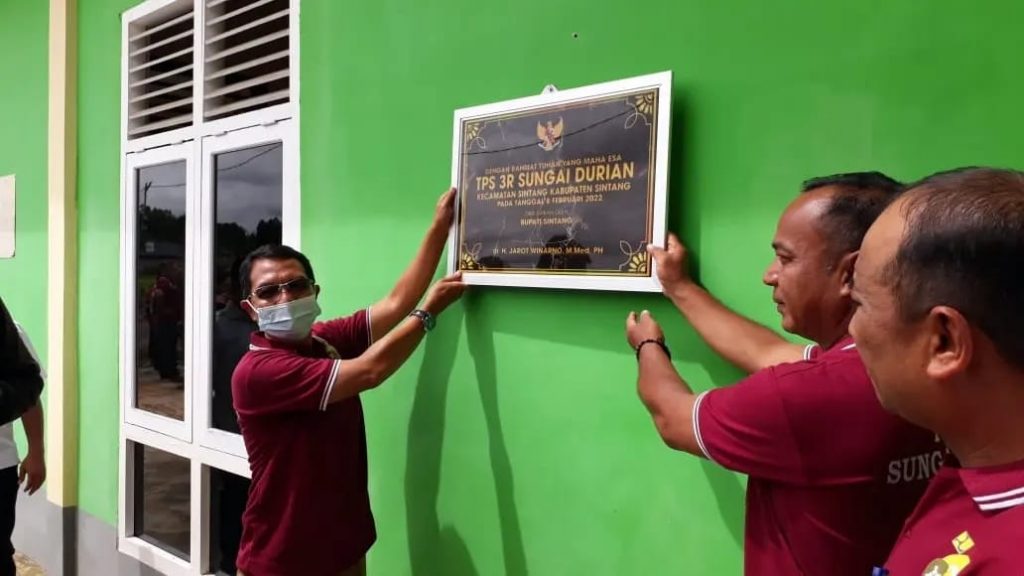 DENGAN RAHMAT TUHAN YANG MAHA ESA
TPS 3R SUNGAI DURIAN
KECAMATAN SINTANG KABUPATEN SINTANG
PADA TANGGAL 8 FEBRUARI 2022
BUPATI SINTANG
dr. H. JAROT WINARNO, M.Med. PH
SUNG